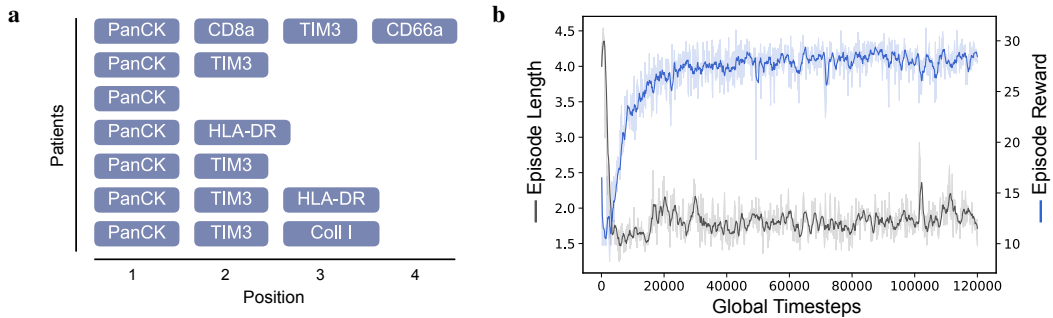 a
PanCK CD8a TIM3 CD66a
PanCK TIM3
PanCK
PanCK HLA-DR
PanCK TIM3
PanCK TIM3 HLA-DR
PanCK TIM3 Coll I
Patients
1 2 3 4
Position
b
4.5
4.0
3.5
3.0
2.5
2.0
1.5
Episode Length
30
25
20
15
10
Episode Reward
0 20000 40000 60000 80000 100000 120000
Global Timesteps